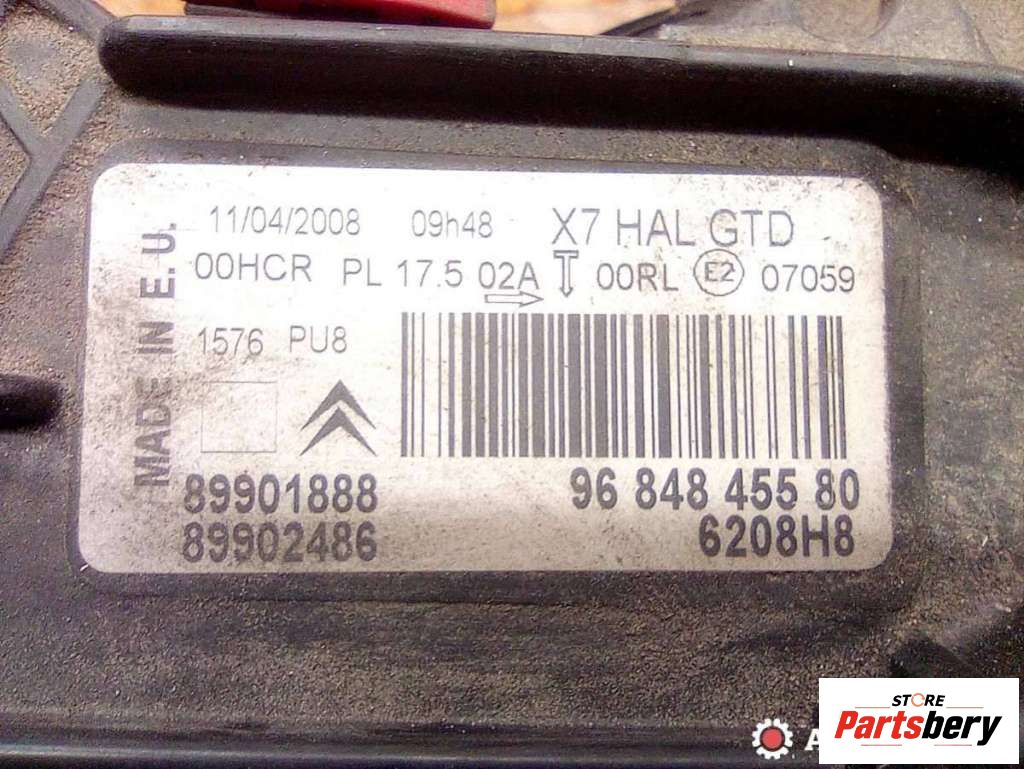 MADE IN E.U.
11/04/2008 09h48 X7 HAL GTD
00HCR PL 17.5 02A 00RL E2 07059
1576 PU8
89901888 96 848 455 80
89902486 6208H8
STORE
Partsbery